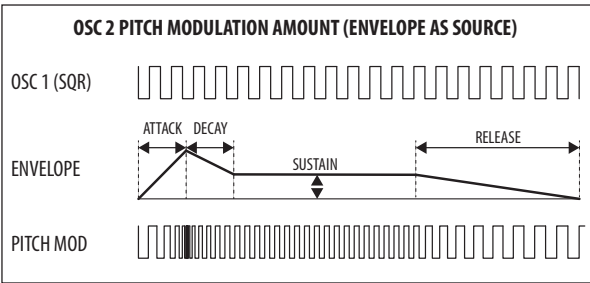 OSC 2 PITCH MODULATION AMOUNT (ENVELOPE AS SOURCE)
OSC 1 (SQR)
ATTACK DECAY
RELEASE
ENVELOPE
SUSTAIN
PITCH MOD